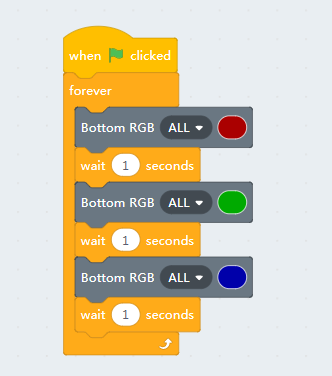 when clicked
forever
Bottom RGB ALL
wait 1 seconds
Bottom RGB ALL
wait 1 seconds
Bottom RGB ALL
wait 1 seconds